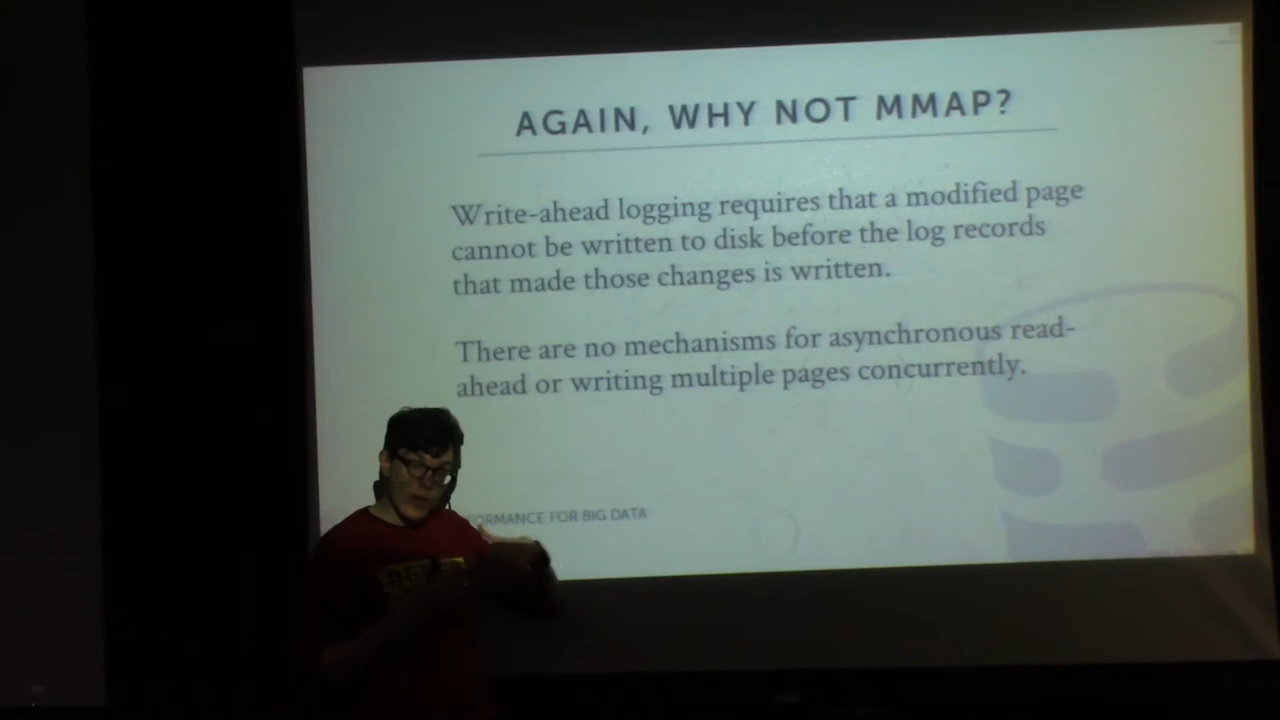 AGAIN, WHY NOT MMAP?
Write-ahead logging requires that a modified page
cannot be written to disk before the log records
that made those changes is written.
There are no mechanisms for asynchronous read-
ahead or writing multiple pages concurrently.
FOR BIG DATA